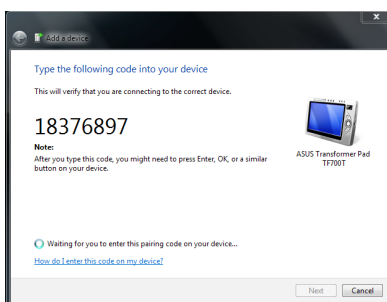 Add a device
Type the following code into your device
This will verify that you are connecting to the correct device.
18376897
Note:
After you type this code, you might need to press Enter, OK, or a similar
button on your device.
ASUS Transformer Pad
TF700T
Waiting for you to enter this pairing code on your device...
How do I enter this code on my device?
Next
Cancel